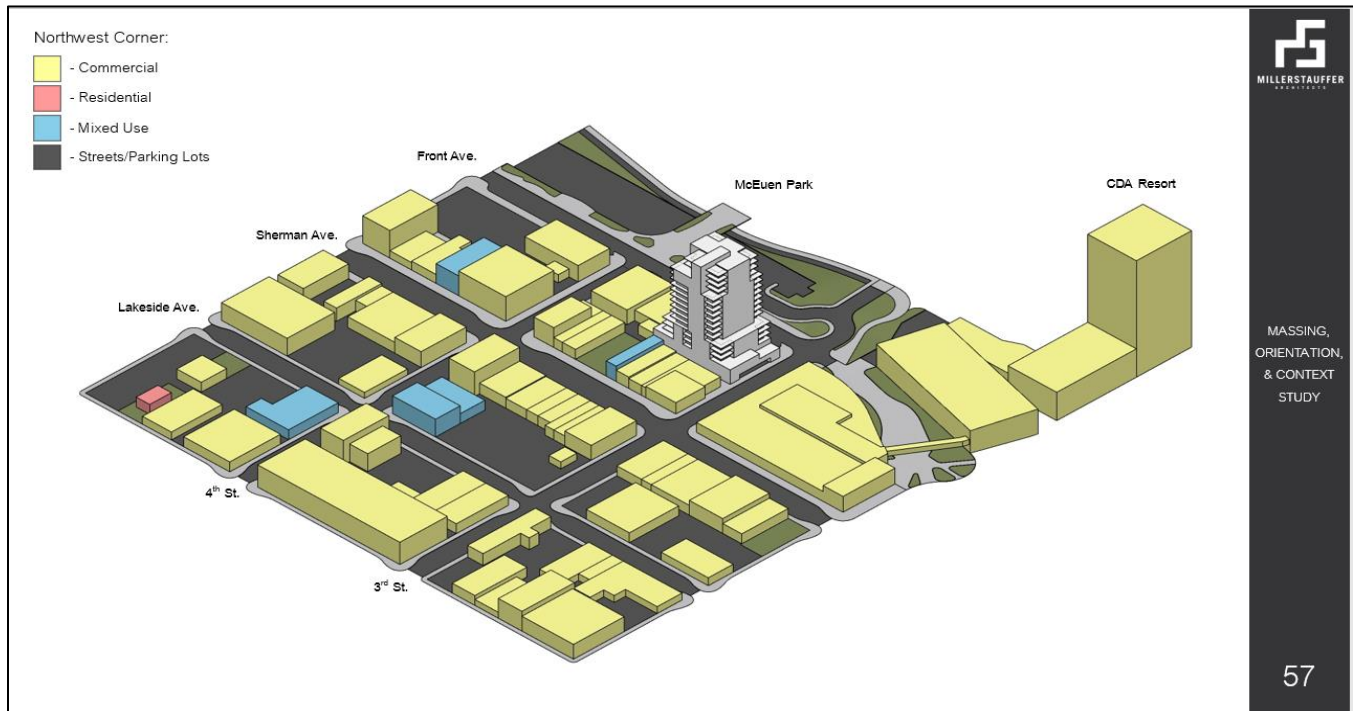 Northwest Corner:
- Commercial
- Residential
- Mixed Use
- Streets/Parking Lots
Front Ave.
McEuen Park
CDA Resort
Sherman Ave.
Lakeside Ave.
4th St.
3rd St.
MILLERSTAUFFER
ARCHITECTS
MASSING,
ORIENTATION,
& CONTEXT
STUDY
57